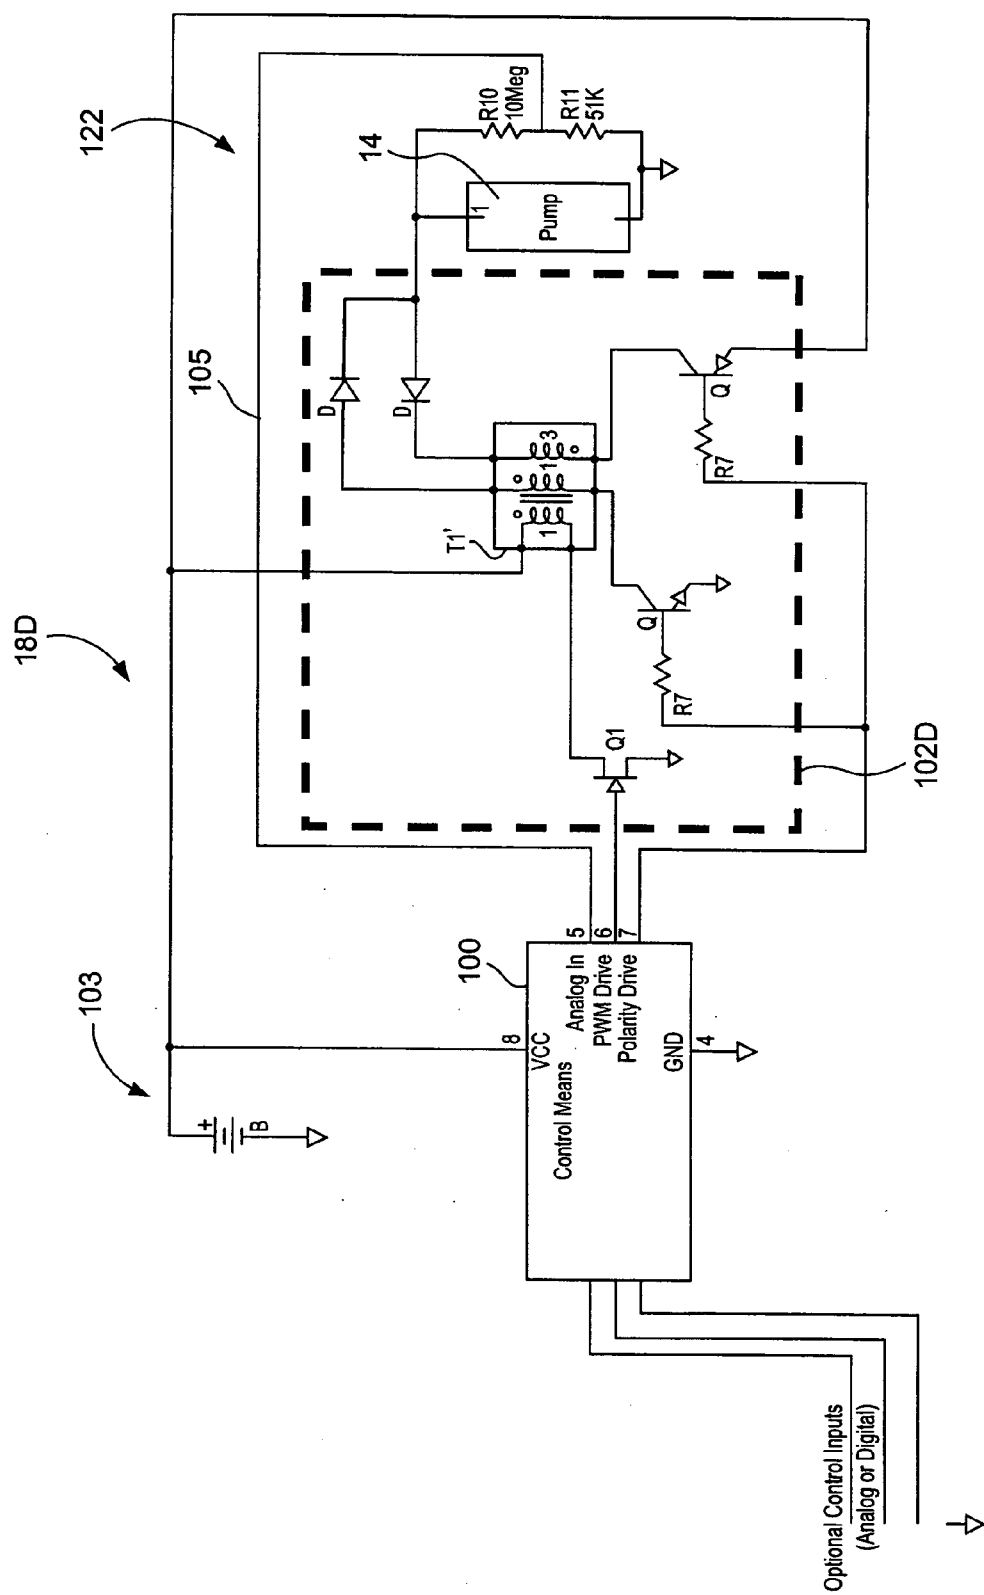 18D
122
103
105
14
R10
10Meg
R11
51K
1
Pump
D
D
T1'
1
1
3
Q
R7
Q
R7
Q1
102D
+
B
100
8
VCC
Control Means
Analog In
5
PWM Drive
6
Polarity Drive
7
GND
4
Optional Control Inputs
(Analog or Digital)